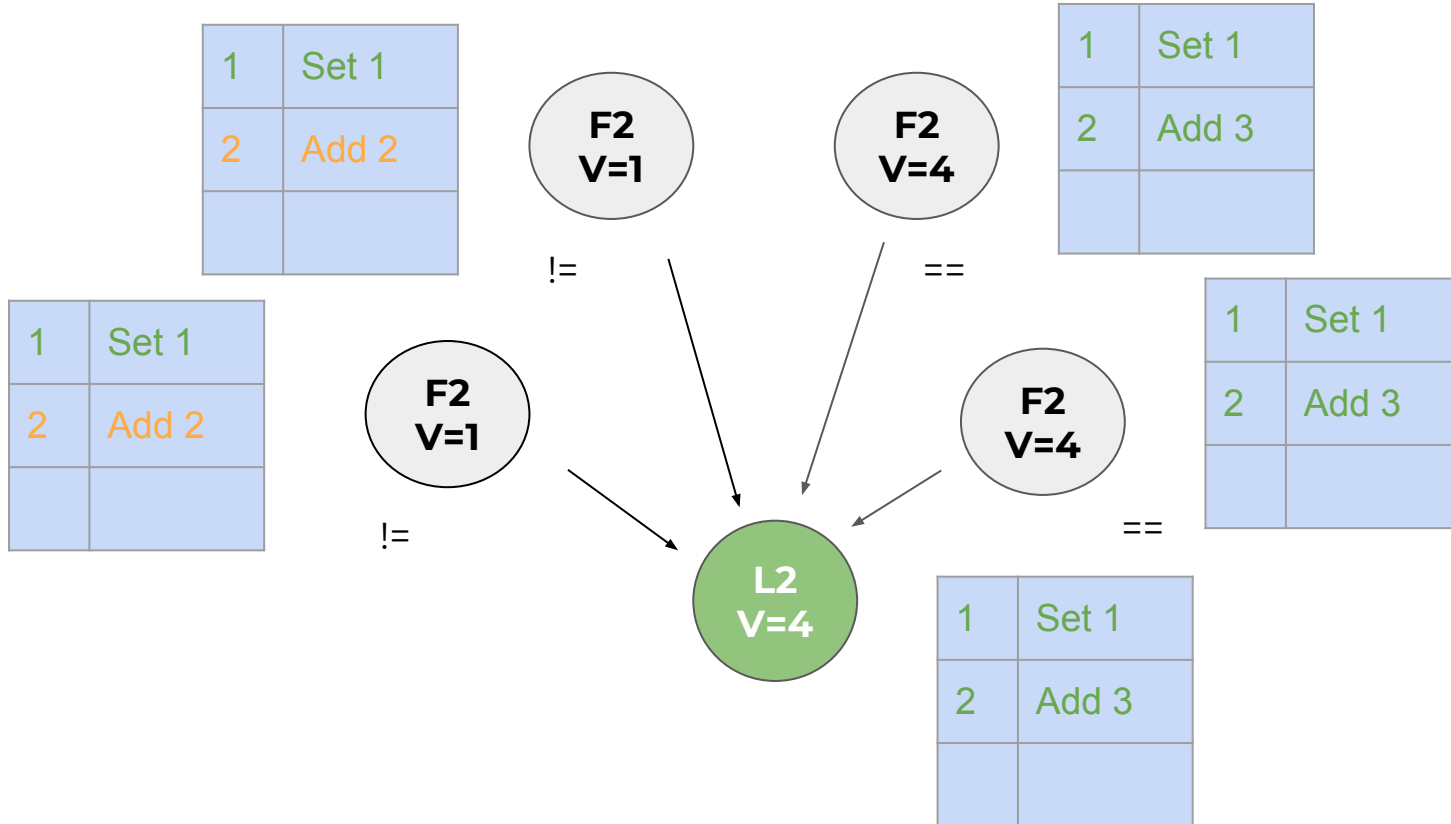 1 Set 1
2 Add 2
F2
V=1
F2
V=4
1 Set 1
2 Add 3
!=
==
1 Set 1
2 Add 2
F2
V=1
F2
V=4
1 Set 1
2 Add 3
!=
==
L2
V=4
1 Set 1
2 Add 3